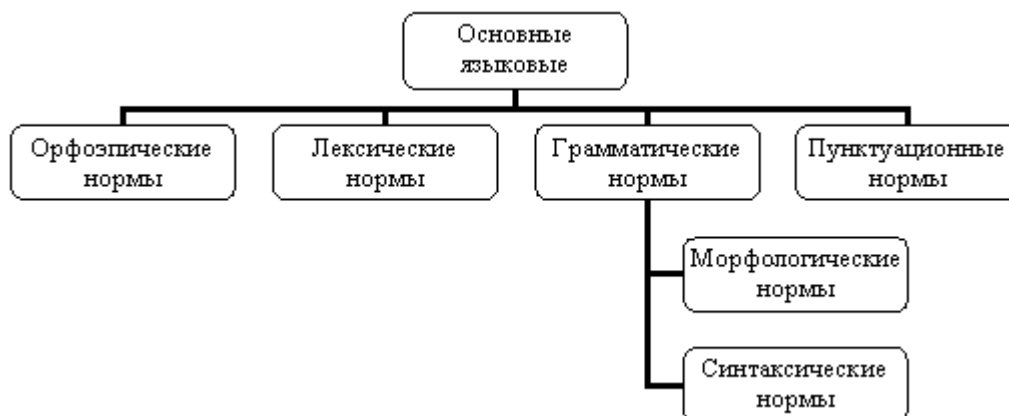 Основные
языковые
Орфоэпические
нормы
Лексические
нормы
Грамматические
нормы
Пунктуационные
нормы
Морфологические
нормы
Синтаксические
нормы